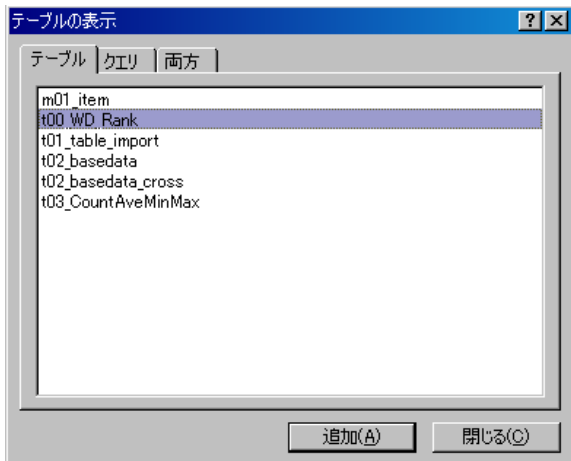 テーブルの表示
テーブル クエリ 両方
m01_item
t00_WD_Rank
t01_table_import
t02_basedata
t02_basedata_cross
t03_CountAveMinMax
追加(A) 閉じる(C)